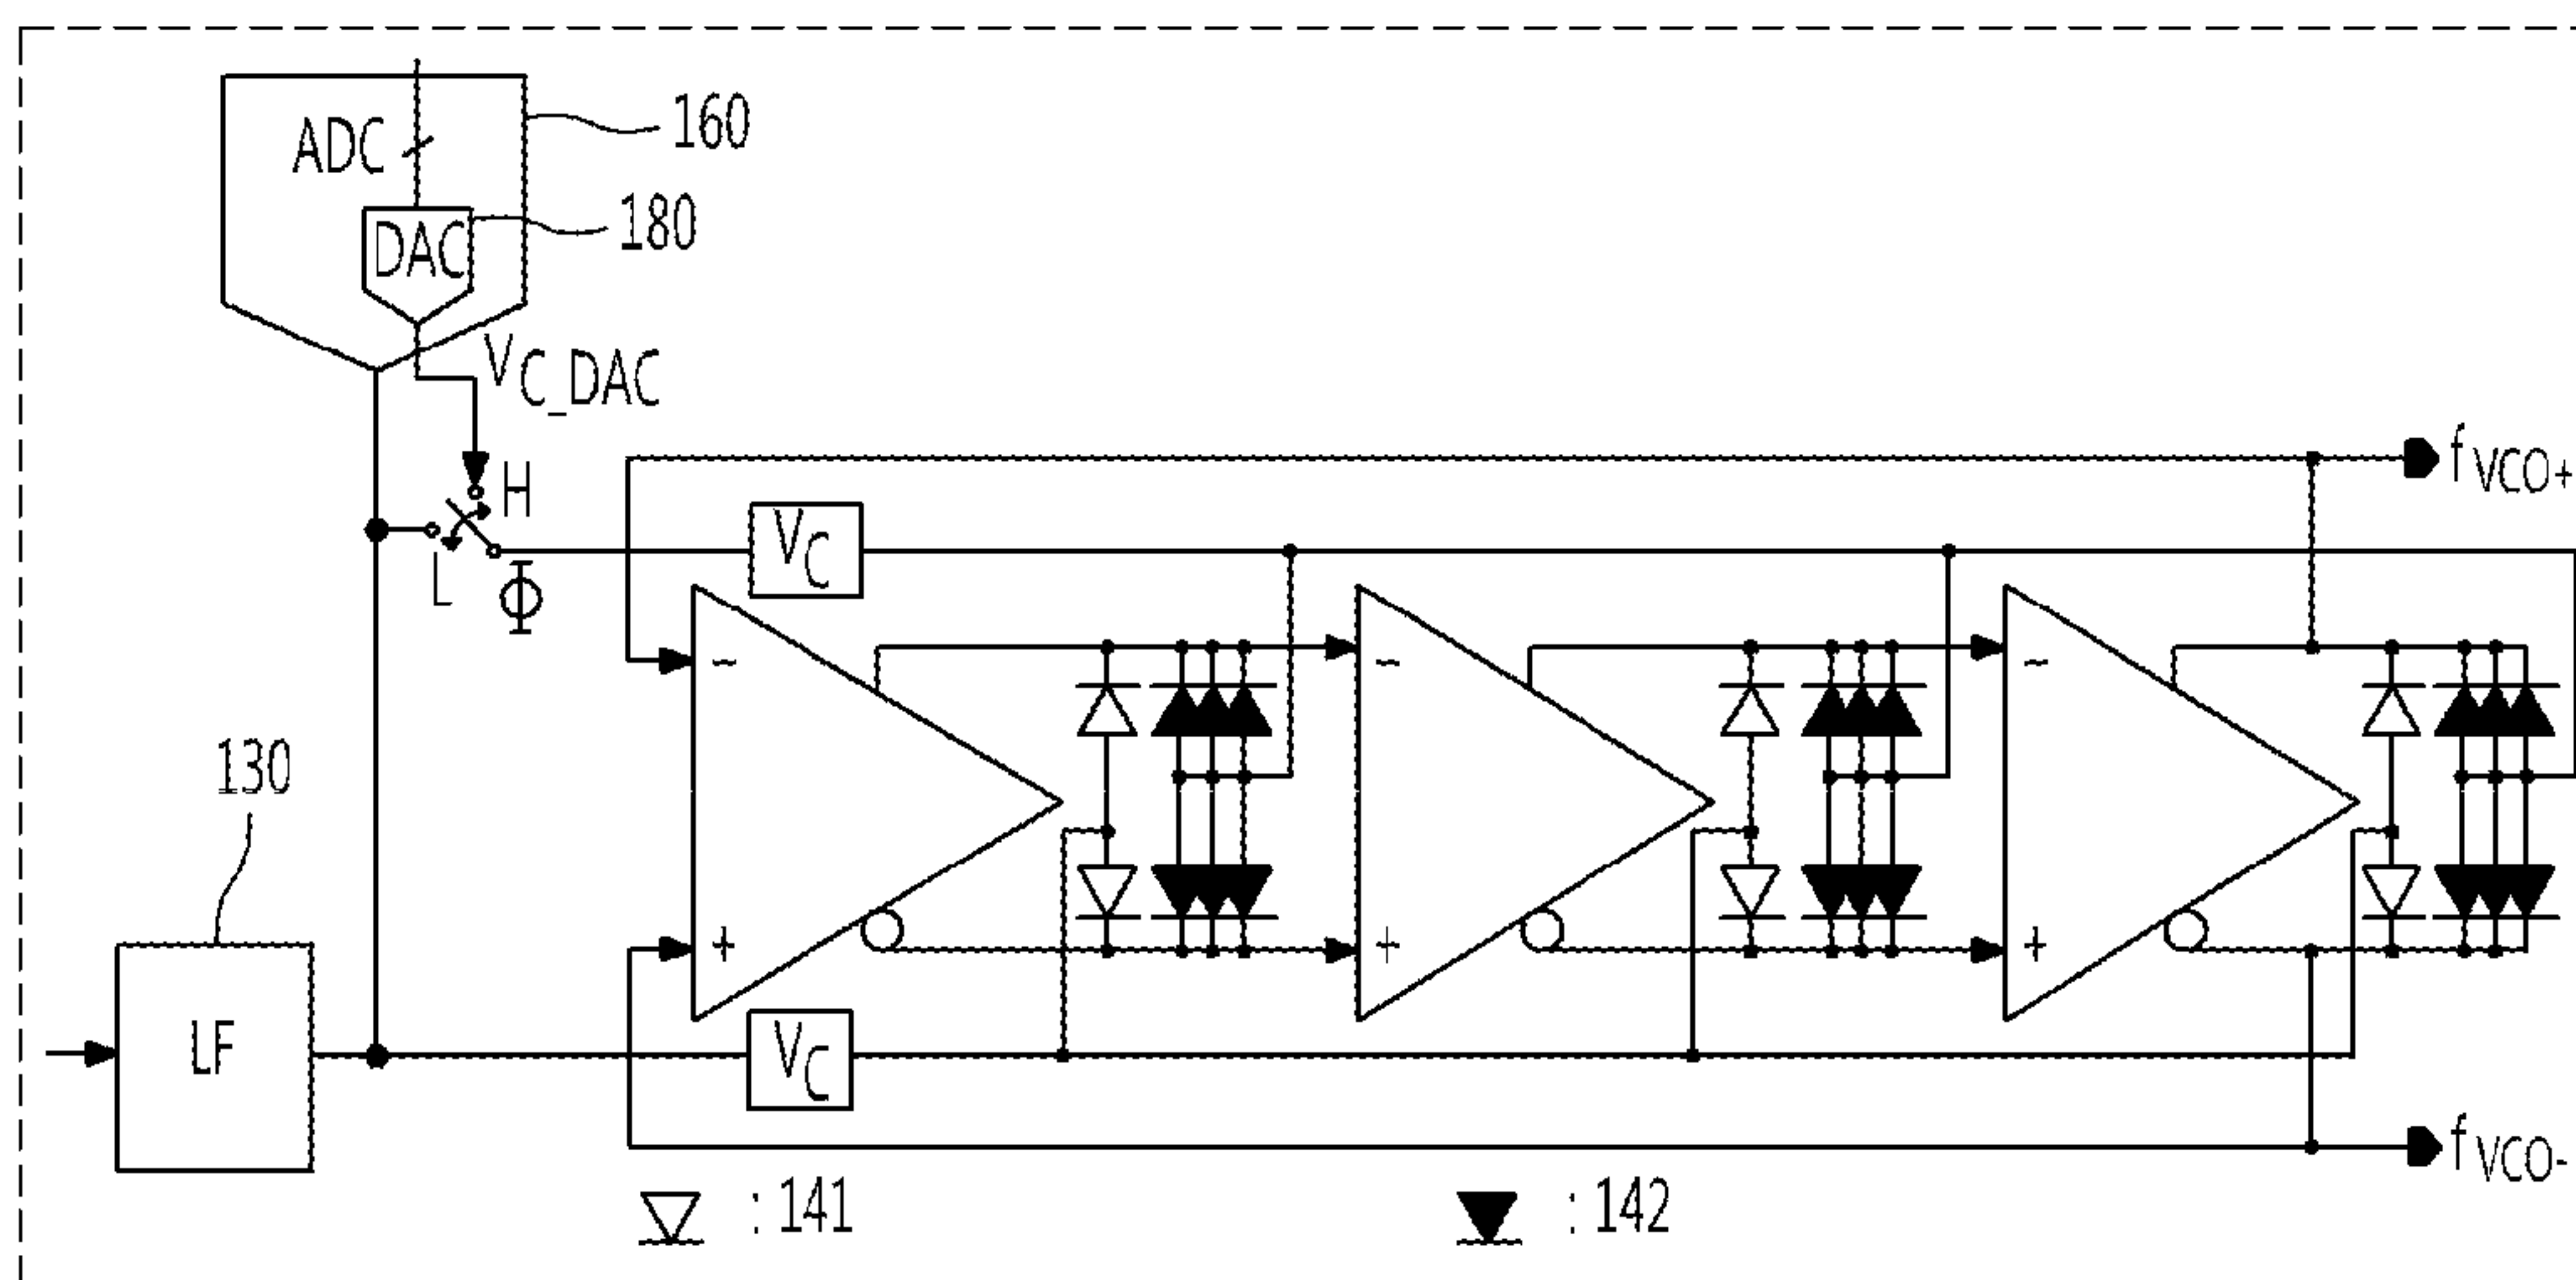 ADC
160
DAC
180
VC_DAC
H
L
Φ
VC
fVCO+
-
-
-
130
+
+
+
LF
VC
fVCO-
: 141
: 142